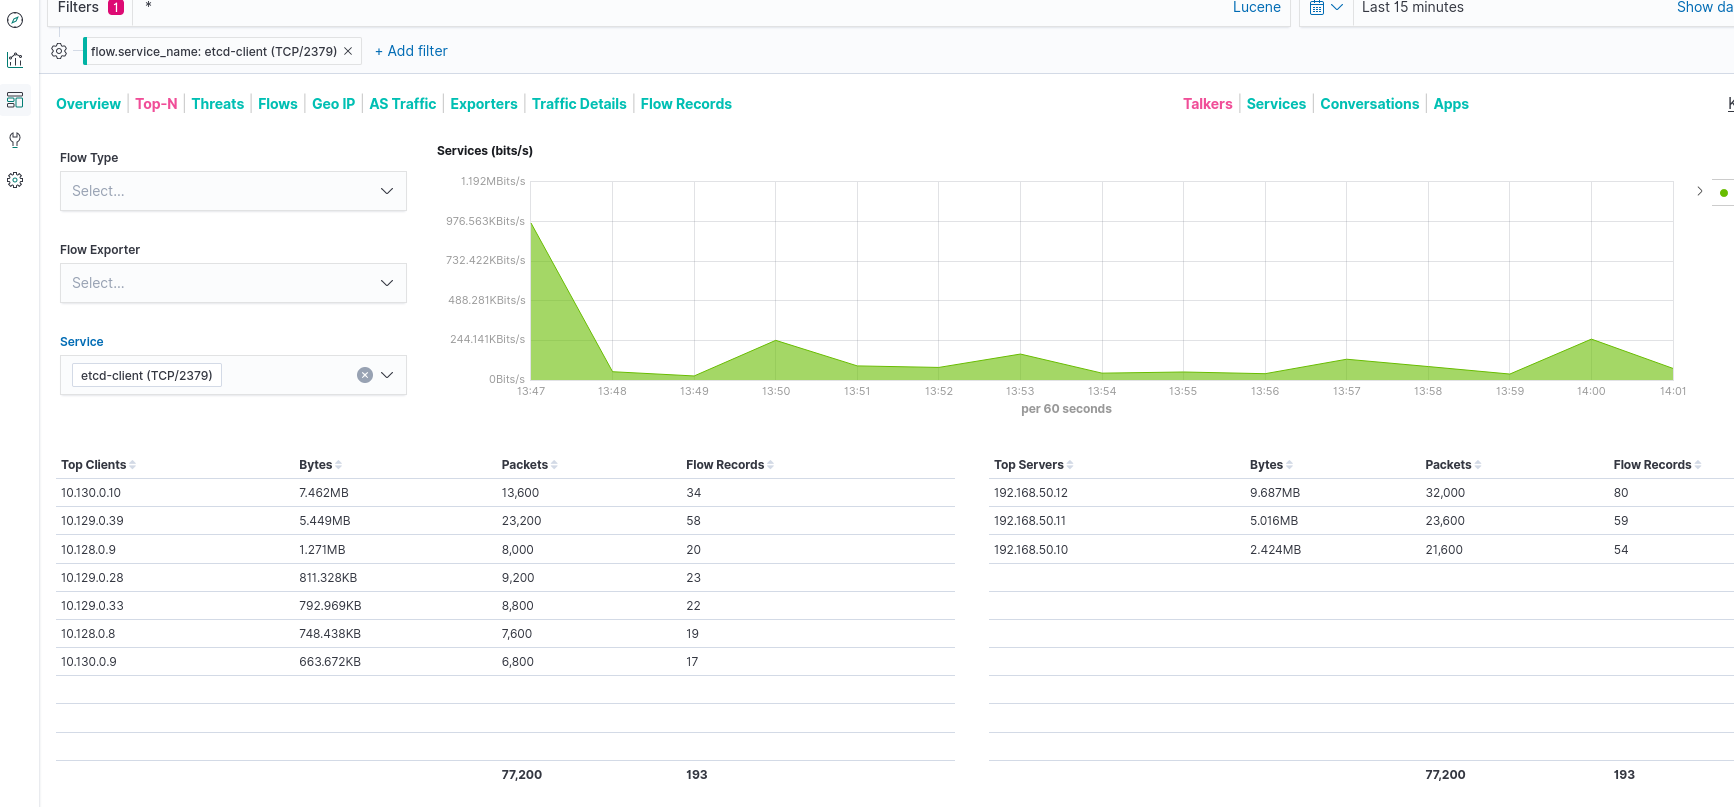 Filters 1 * Lucene Last 15 minutes Show da
flow.service_name: etcd-client (TCP/2379) × + Add filter
Overview Top-N Threats Flows Geo IP AS Traffic Exporters Traffic Details Flow Records Talkers Services Conversations Apps K
Flow Type
Select...
Flow Exporter
Select...
Service
etcd-client (TCP/2379)
Services (bits/s)
1.192MBits/s
976.563KBits/s
732.422KBits/s
488.281KBits/s
244.141KBits/s
0Bits/s
13:47 13:48 13:49 13:50 13:51 13:52 13:53 13:54 13:55 13:56 13:57 13:58 13:59 14:00 14:01
per 60 seconds
Top Clients Bytes Packets Flow Records
10.130.0.10 7.462MB 13,600 34
10.129.0.39 5.449MB 23,200 58
10.128.0.9 1.271MB 8,000 20
10.129.0.28 811.328KB 9,200 23
10.129.0.33 792.969KB 8,800 22
10.128.0.8 748.438KB 7,600 19
10.130.0.9 663.672KB 6,800 17
77,200 193
Top Servers Bytes Packets Flow Records
192.168.50.12 9.687MB 32,000 80
192.168.50.11 5.016MB 23,600 59
192.168.50.10 2.424MB 21,600 54
77,200 193